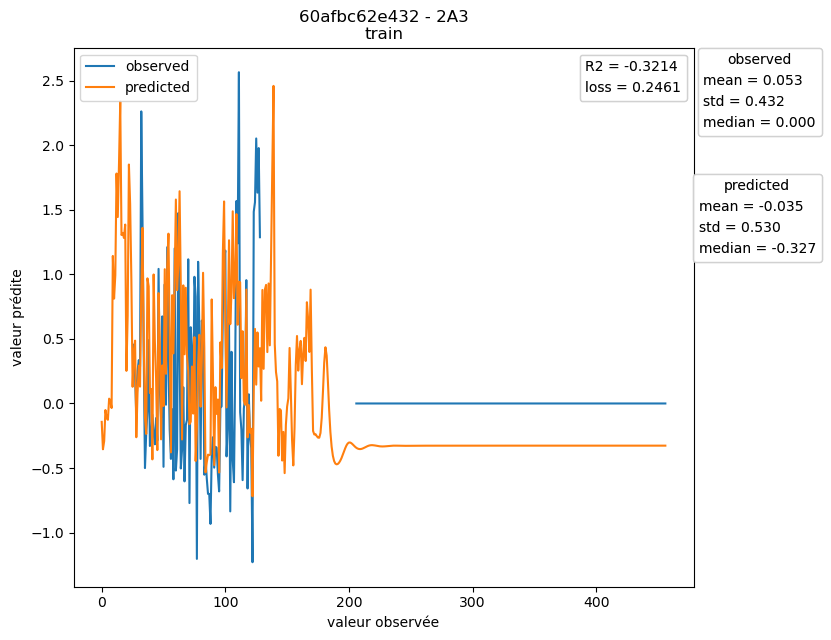 60afbc62e432 - 2A3
train
observed
predicted
R2 = -0.3214
loss = 0.2461
observed
mean = 0.053
std = 0.432
median = 0.000
predicted
mean = -0.035
std = 0.530
median = -0.327
valeur prédite
2.5
2.0
1.5
1.0
0.5
0.0
−0.5
−1.0
0
100
200
300
400
valeur observée